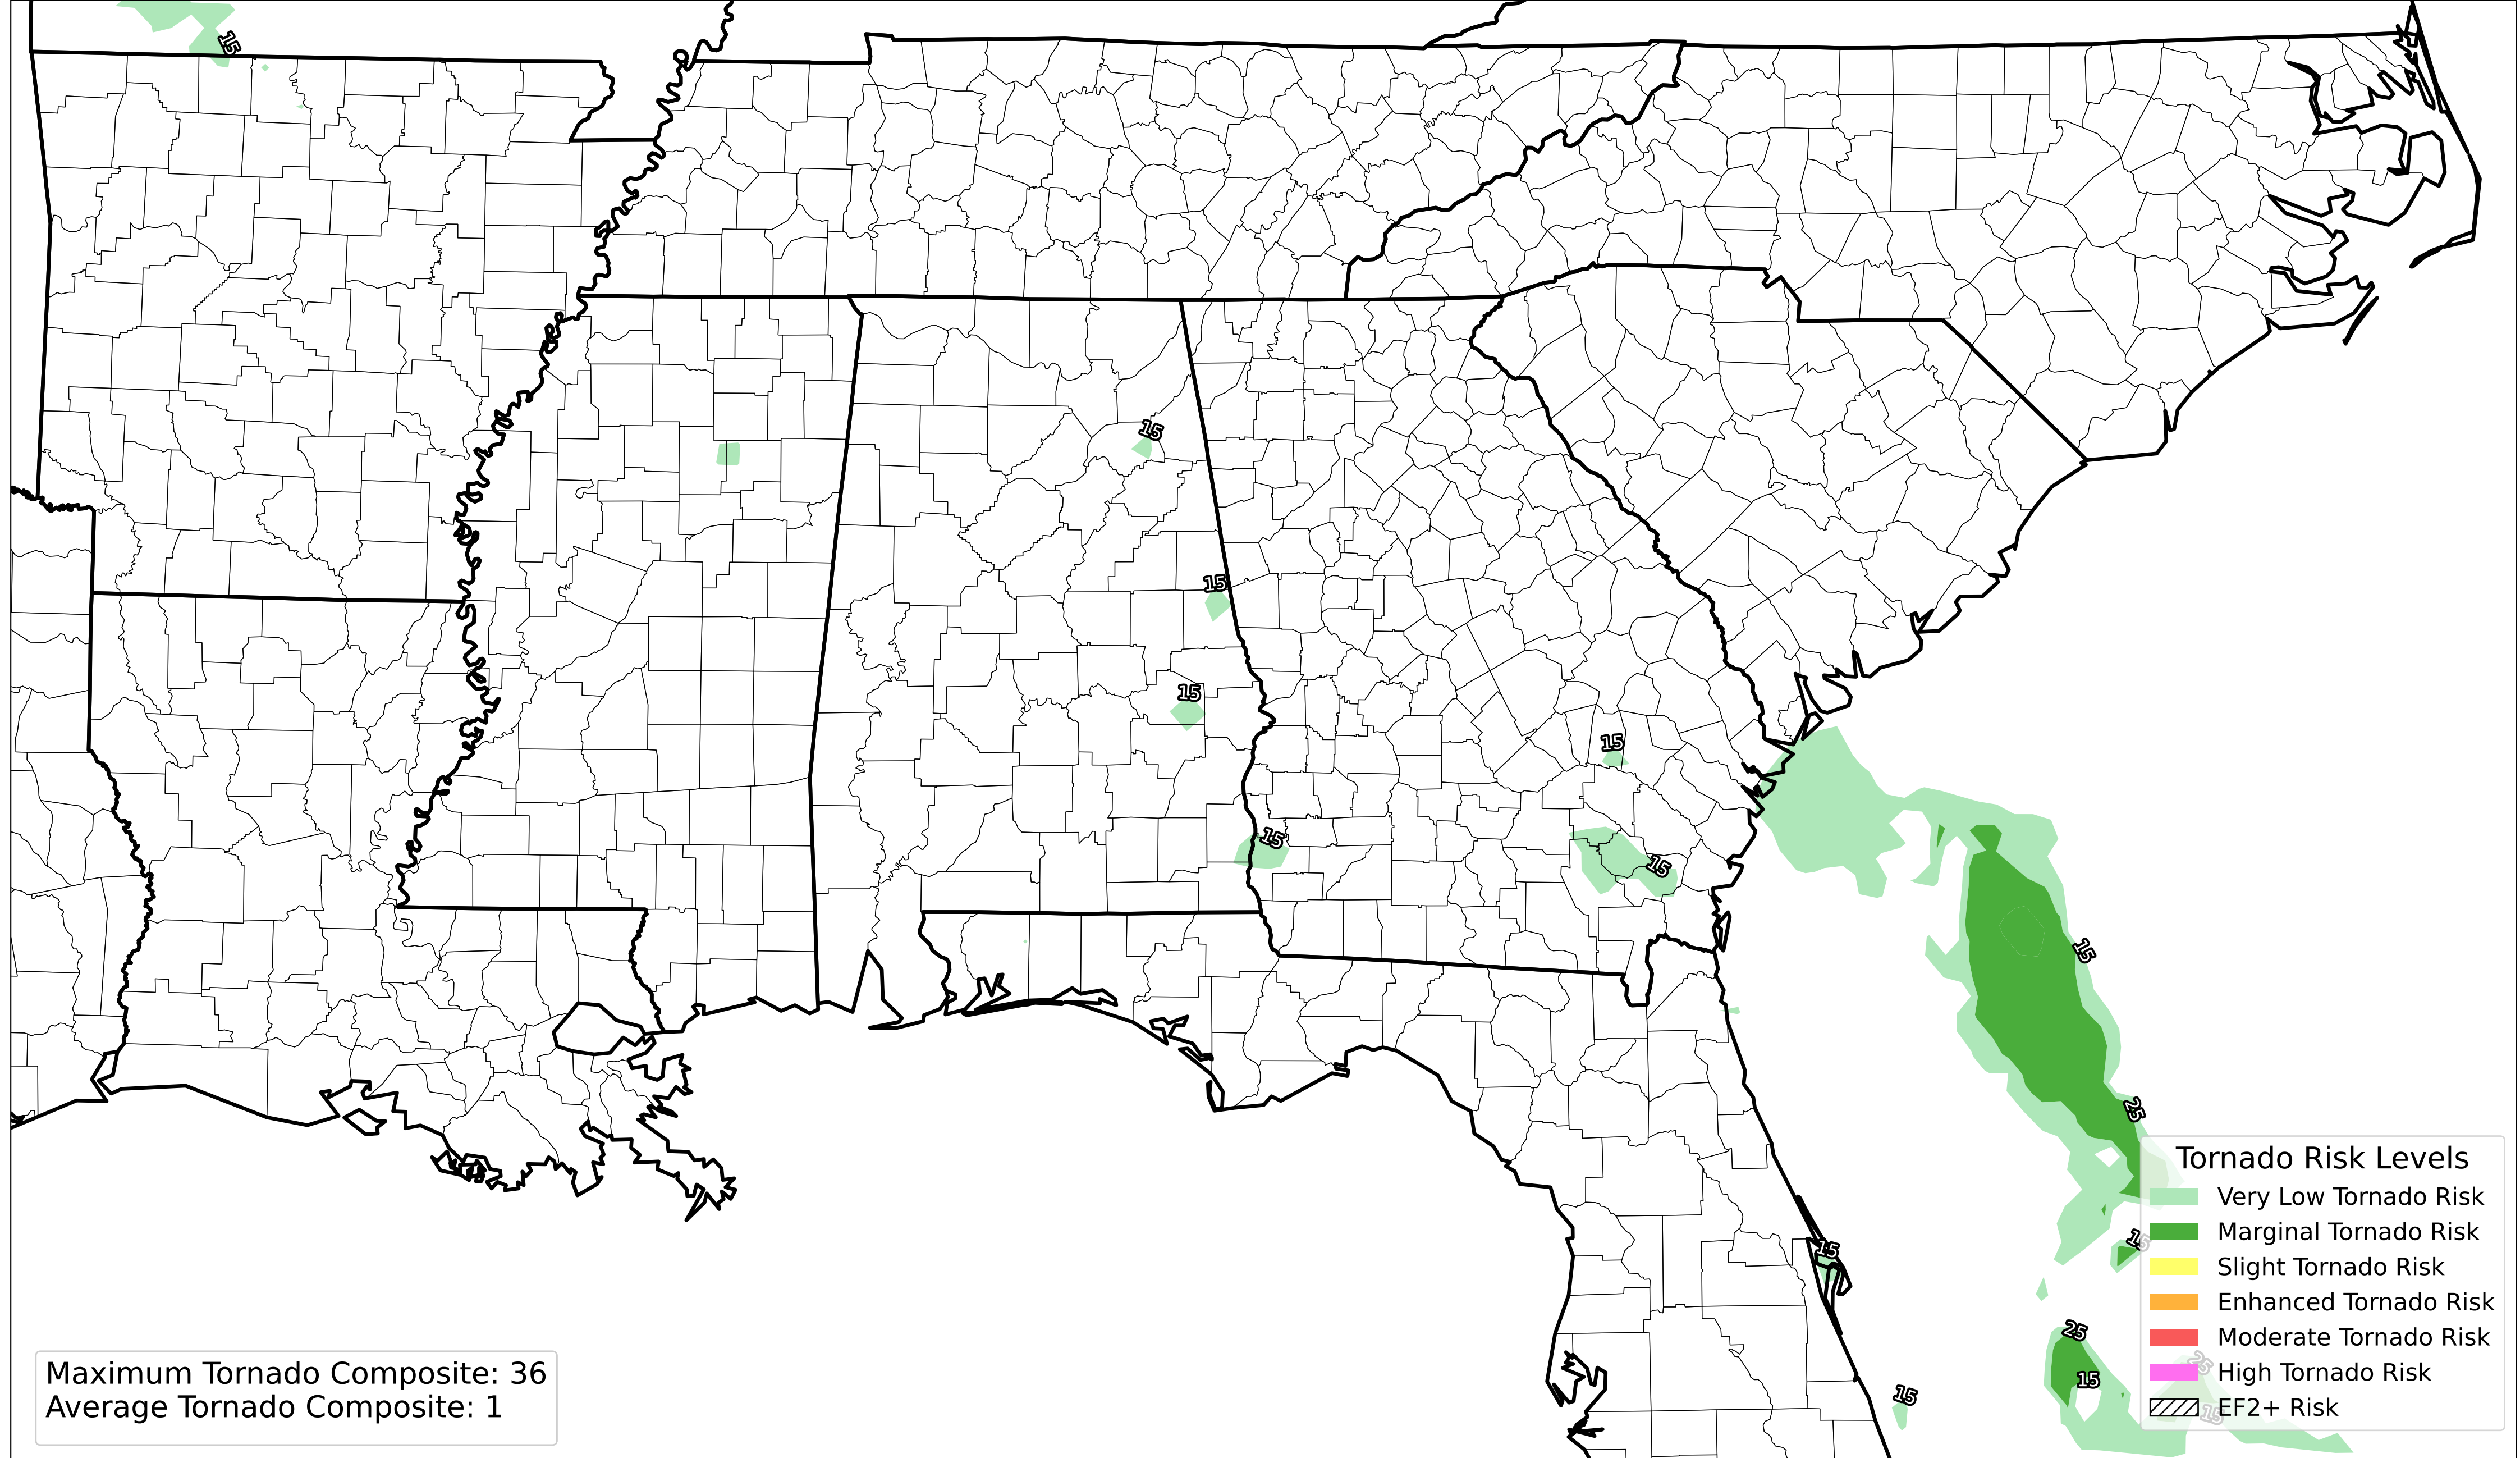 15
15
15
15
15
15
15
15
25
Tornado Risk Levels
Very Low Tornado Risk
Marginal Tornado Risk
15
15
Slight Tornado Risk
Enhanced Tornado Risk
25
Moderate Tornado Risk
25
High Tornado Risk
15
15
EF2+ Risk
15
Maximum Tornado Composite: 36
Average Tornado Composite: 1